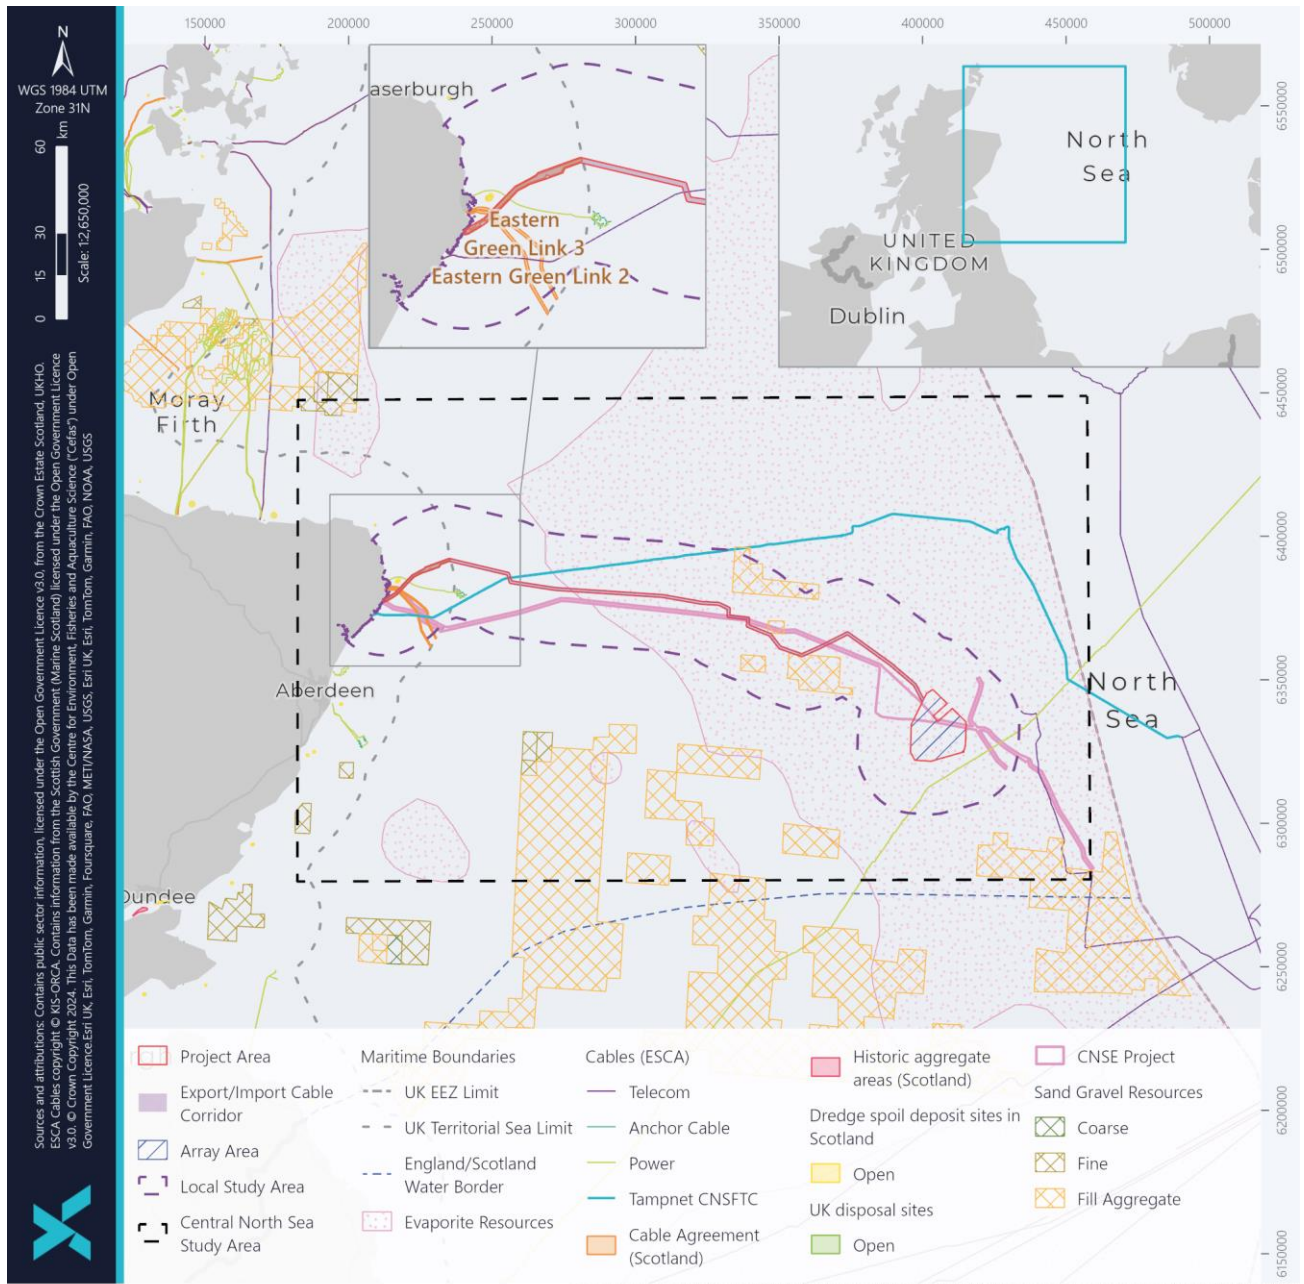 150000 200000 250000 300000 350000 400000 450000 500000
N
WGS 1984 UTM
Zone 31N
km
0 15 30 60
Scale: 1:2,650,000
Sources and attributions: Contains public sector information, licensed under the Open Government Licence v3.0, from the Crown Estate Scotland, UKHO.
ESCA Cables copyright © KIS-ORCA. Contains information from the Scottish Government (Marine Scotland) licensed under the Open Government Licence
v3.0. © Crown Copyright 2024. This Data has been made available by the Centre for Environment, Fisheries and Aquaculture Science ("Cefas") under Open
Government Licence.Esri UK, Esri, TomTom, Garmin, Foursquare, FAO, METI/NASA, USGS, Esri UK, Esri, TomTom, Garmin, FAO, NOAA, USGS
aserburgh
Eastern
Green Link 3
Eastern Green Link 2
North
Sea
UNITED
KINGDOM
Dublin
Moray
Firth
Aberdeen
Dundee
North
Sea
6550000
6500000
6450000
6400000
6350000
6300000
6250000
6200000
6150000
Project Area
Export/Import Cable
Corridor
Array Area
Local Study Area
Central North Sea
Study Area
Maritime Boundaries
UK EEZ Limit
UK Territorial Sea Limit
England/Scotland
Water Border
Evaporite Resources
Cables (ESCA)
Telecom
Anchor Cable
Power
Tampnet CNSFTC
Cable Agreement
(Scotland)
Historic aggregate
areas (Scotland)
Dredge spoil deposit sites in
Scotland
Open
UK disposal sites
Open
CNSE Project
Sand Gravel Resources
Coarse
Fine
Fill Aggregate